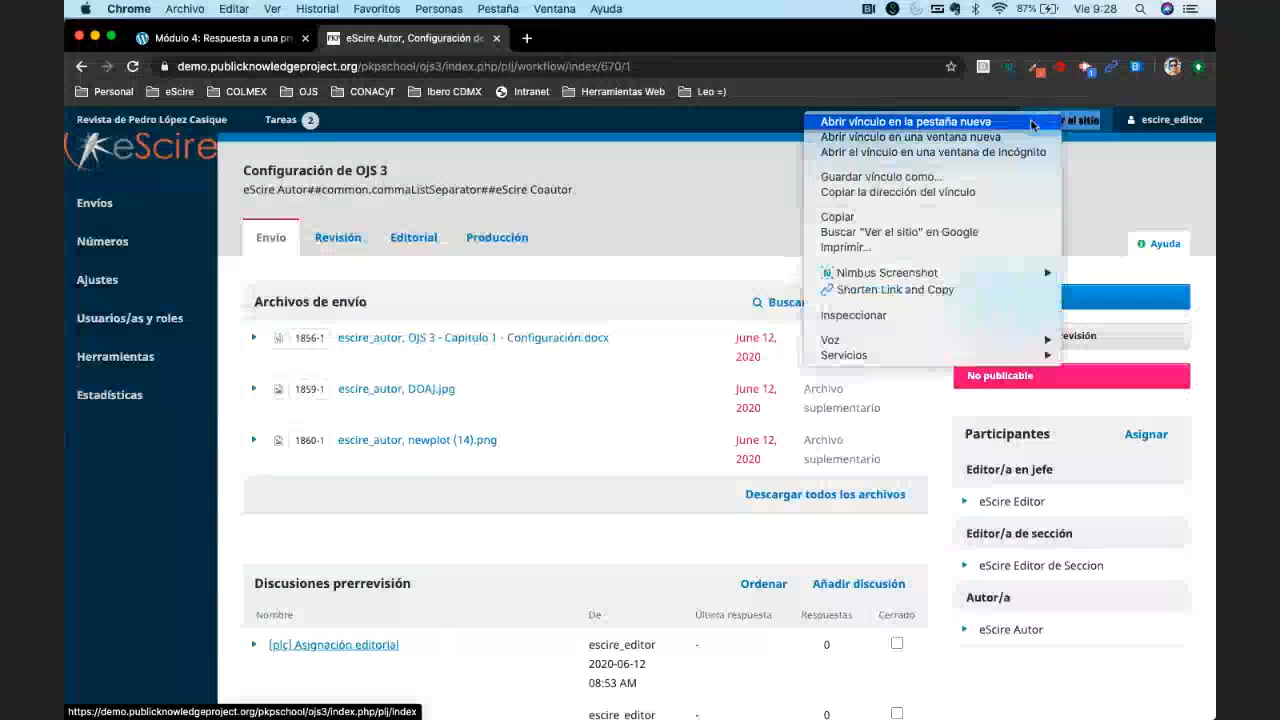 Chrome Archivo Editar Ver Historial Favoritos Personas Pestaña Ventana Ayuda 87% Vie 9:28
Módulo 4: Respuesta a una pr
PKP eScire Autor, Configuración de
demo.publicknowledgeproject.org/pkpschool/ojs3/index.php/plj/workflow/index/670/1
Personal eScire COLMEX OJS CONACyT Ibero CDMX Intranet Herramientas Web Leo =)
Revista de Pedro López Casique Tareas 2 r el sitio escire_editor
eScire
Envíos
Números
Ajustes
Usuarios/as y roles
Herramientas
Estadísticas
Abrir vínculo en la pestaña nueva
Abrir vínculo en una ventana nueva
Abrir el vínculo en una ventana de incógnito
Guardar vínculo como...
Copiar la dirección del vínculo
Copiar
Buscar "Ver el sitio" en Google
Imprimir...
Nimbus Screenshot
Shorten Link and Copy
Inspeccionar
Voz
Servicios
Configuración de OJS 3
eScire Autor##common.commaListSeparator##eScire Coautor
Envío Revisión Editorial Producción
Ayuda
Archivos de envío Buscar
1856-1 escire_autor, OJS 3 - Capítulo 1 - Configuración.docx June 12,
2020
1859-1 escire_autor, DOAJ.jpg June 12, Archivo
2020 suplementario
1860-1 escire_autor, newplot (14).png June 12, Archivo
2020 suplementario
Descargar todos los archivos
evisión
No publicable
Participantes Asignar
Editor/a en jefe
eScire Editor
Editor/a de sección
eScire Editor de Seccion
Autor/a
eScire Autor
Discusiones prerrevisión Ordenar Añadir discusión
Nombre De Última respuesta Respuestas Cerrado
[plc] Asignación editorial escire_editor - 0
2020-06-12
08:53 AM
escire_editor - 0
https://demo.publicknowledgeproject.org/pkpschool/ojs3/index.php/plj/index